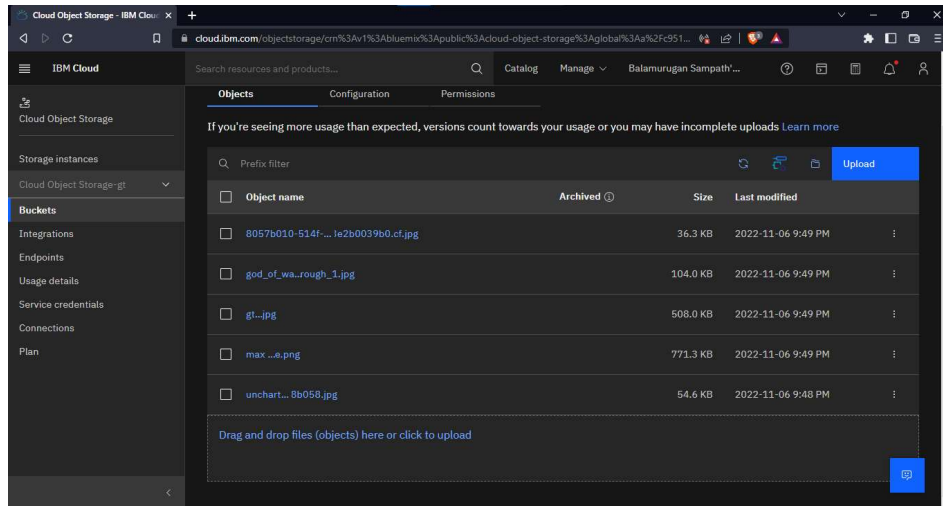 Cloud Object Storage - IBM Clou
cloud.ibm.com/objectstorage/crn%3Av1%3Abluemix%3Apublic%3Acloud-object-storage%3Aglobal%3Aa%2Fc951...
IBM Cloud
Search resources and products...
Catalog
Manage
Balamurugan Sampath'...
Cloud Object Storage
Storage instances
Cloud Object Storage-gt
Buckets
Integrations
Endpoints
Usage details
Service credentials
Connections
Plan
Objects Configuration Permissions
If you're seeing more usage than expected, versions count towards your usage or you may have incomplete uploads Learn more
Prefix filter
Upload
Object name Archived Size Last modified
8057b010-514f-... le2b0039b0.cf.jpg 36.3 KB 2022-11-06 9:49 PM
god_of_wa..rough_1.jpg 104.0 KB 2022-11-06 9:49 PM
gt...jpg 508.0 KB 2022-11-06 9:49 PM
max ...e.png 771.3 KB 2022-11-06 9:49 PM
unchart... 8b058.jpg 54.6 KB 2022-11-06 9:48 PM
Drag and drop files (objects) here or click to upload